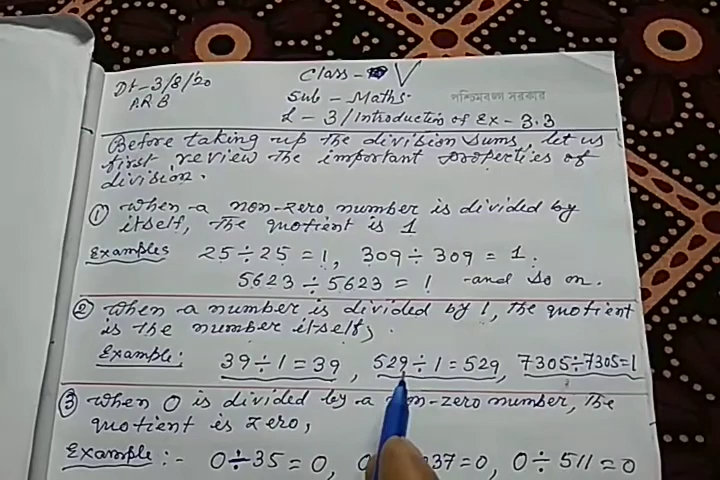 Dt-3/8/'20
A.R.B
Class - V
Sub - Maths
পশ্চিমবঙ্গ সরকার
L - 3/Introduction of Ex - 3.3
Before taking up the division sums, let us
first review the important properties of
division.
① When a non-zero number is divided by
itself, the quotient is 1
Examples 25÷25 = 1, 309÷309 = 1.
5623÷5623 = 1 and so on.
② When a number is divided by 1, the quotient
is the number itself,
Example: 39÷1=39, 529÷1=529, 7305÷7305=1
③ When 0 is divided by a non-zero number, the
quotient is zero,
Example :- 0÷35=0, 37=0, 0÷511=0